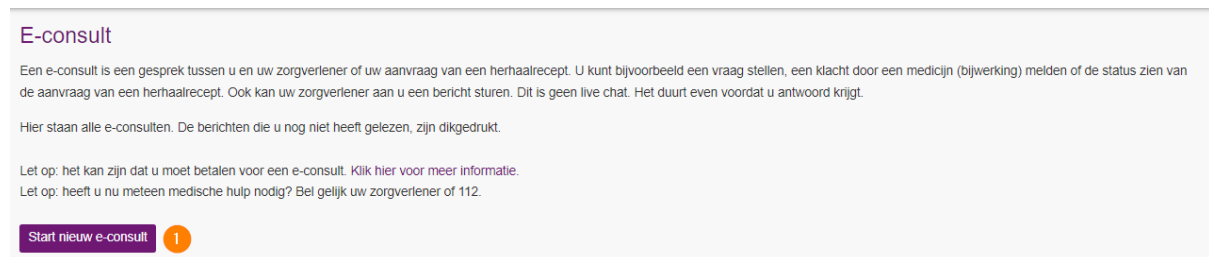 E-consult
Een e-consult is een gesprek tussen u en uw zorgverlener of uw aanvraag van een herhaalrecept. U kunt bijvoorbeeld een vraag stellen, een klacht door een medicijn (bijwerking) melden of de status zien van
de aanvraag van een herhaalrecept. Ook kan uw zorgverlener aan u een bericht sturen. Dit is geen live chat. Het duurt even voordat u antwoord krijgt.
Hier staan alle e-consulten. De berichten die u nog niet heeft gelezen, zijn dikgedrukt.
Let op: het kan zijn dat u moet betalen voor een e-consult. Klik hier voor meer informatie.
Let op: heeft u nu meteen medische hulp nodig? Bel gelijk uw zorgverlener of 112.
Start nieuw e-consult 1